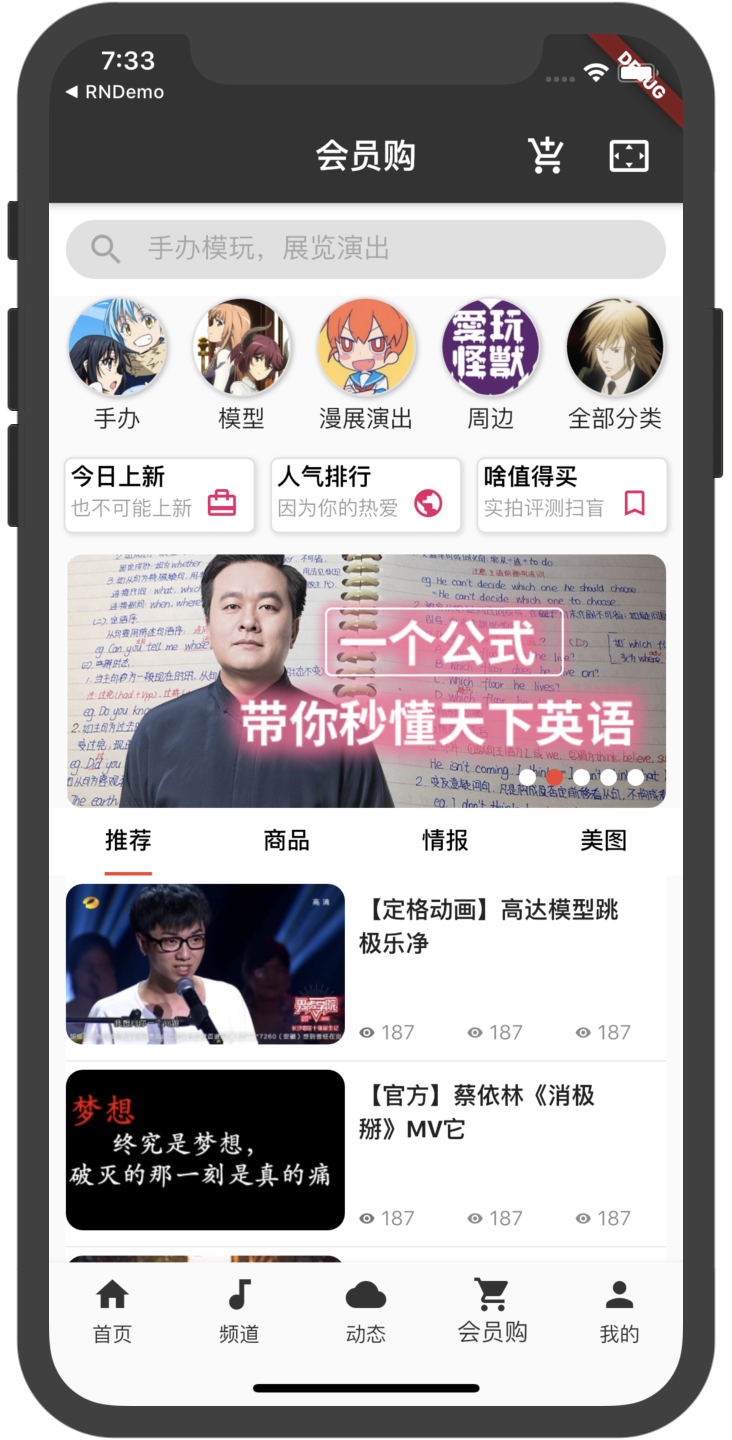 7:33
DEBUG
◀ RNDemo
会员购
手办模玩，展览演出
愛玩
怪獸
手办
模型
漫展演出
周边
全部分类
今日上新
也不可能上新
人气排行
因为你的热爱
啥值得买
实拍评测扫盲
一个公式
带你秒懂天下英语
推荐
商品
情报
美图
高清
【定格动画】高达模型跳
极乐净
187
187
187
梦想
终究是梦想，
破灭的那一刻是真的痛
【官方】蔡依林《消极
掰》MV它
187
187
187
首页
频道
动态
会员购
我的